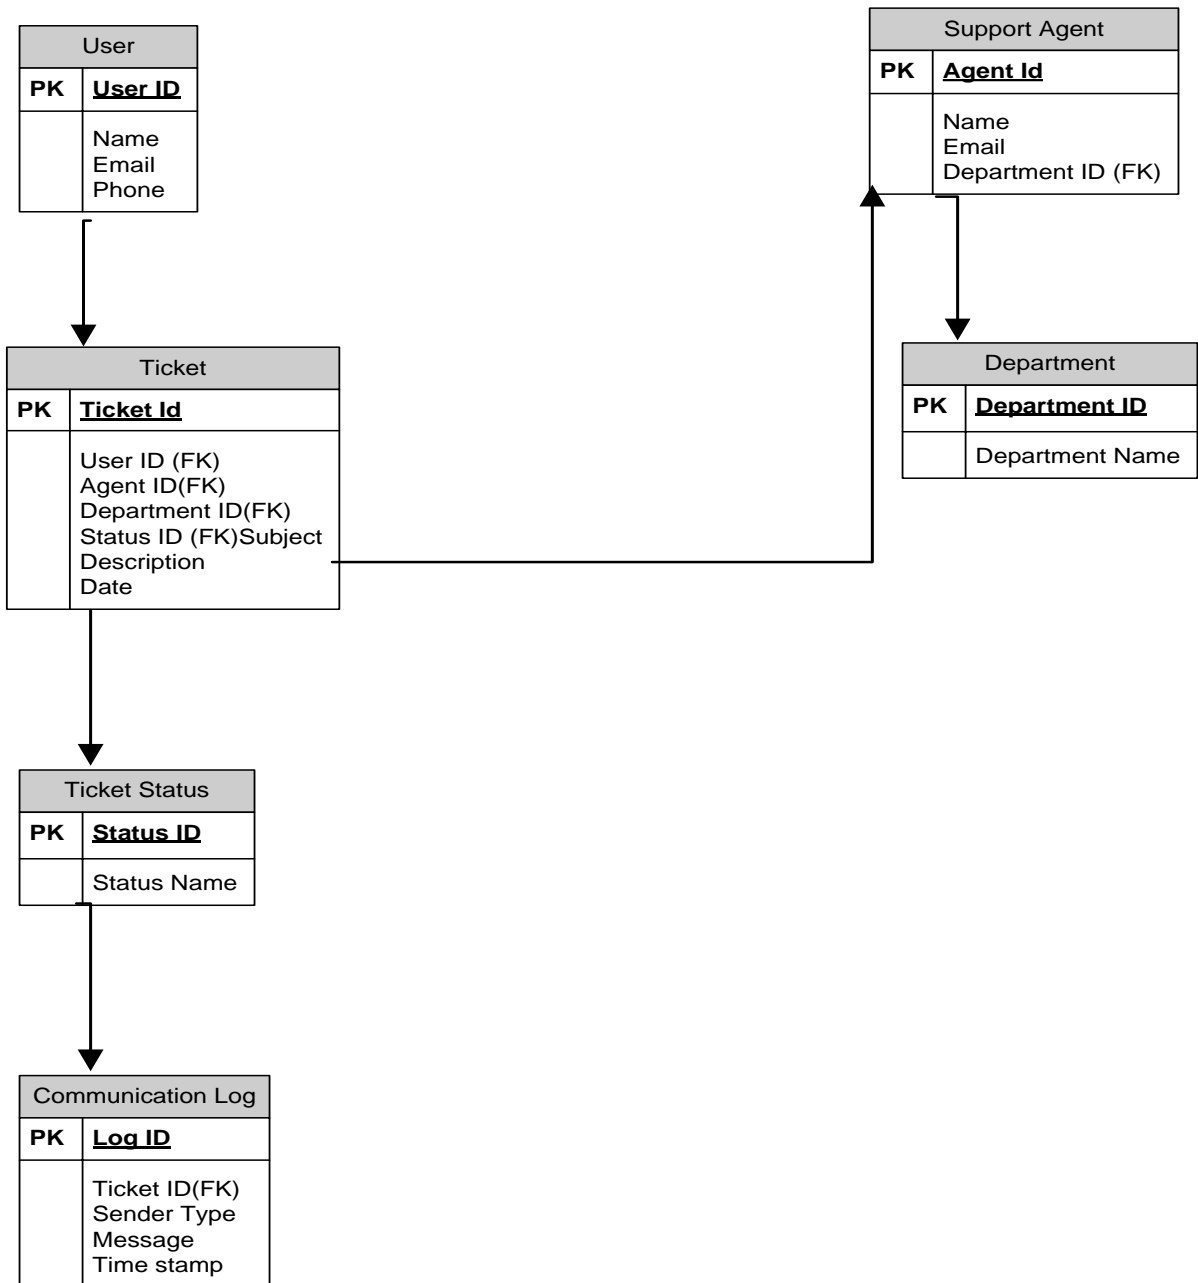 User
PK User ID
Name
Email
Phone
Support Agent
PK Agent Id
Name
Email
Department ID (FK)
Ticket
PK Ticket Id
User ID (FK)
Agent ID(FK)
Department ID(FK)
Status ID (FK)Subject
Description
Date
Department
PK Department ID
Department Name
Ticket Status
PK Status ID
Status Name
Communication Log
PK Log ID
Ticket ID(FK)
Sender Type
Message
Time stamp